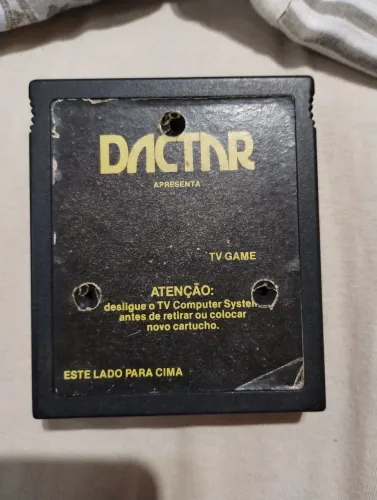 DACTAR
APRESENTA
TV GAME
ATENÇÃO:
desligue o TV Computer System
antes de retirar ou colocar
novo cartucho.
ESTE LADO PARA CIMA